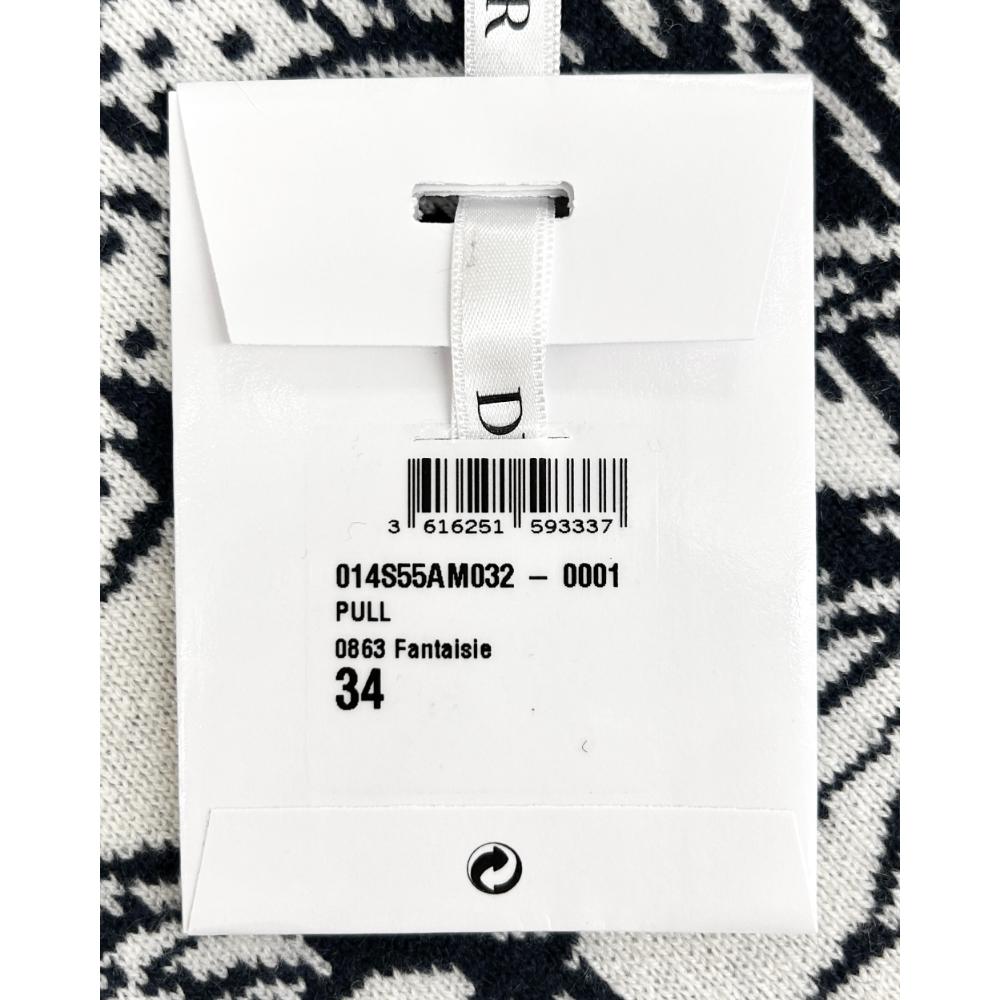 R
D
3 616251 593337
014S55AM032 – 0001
PULL
0863 Fantaisie
34